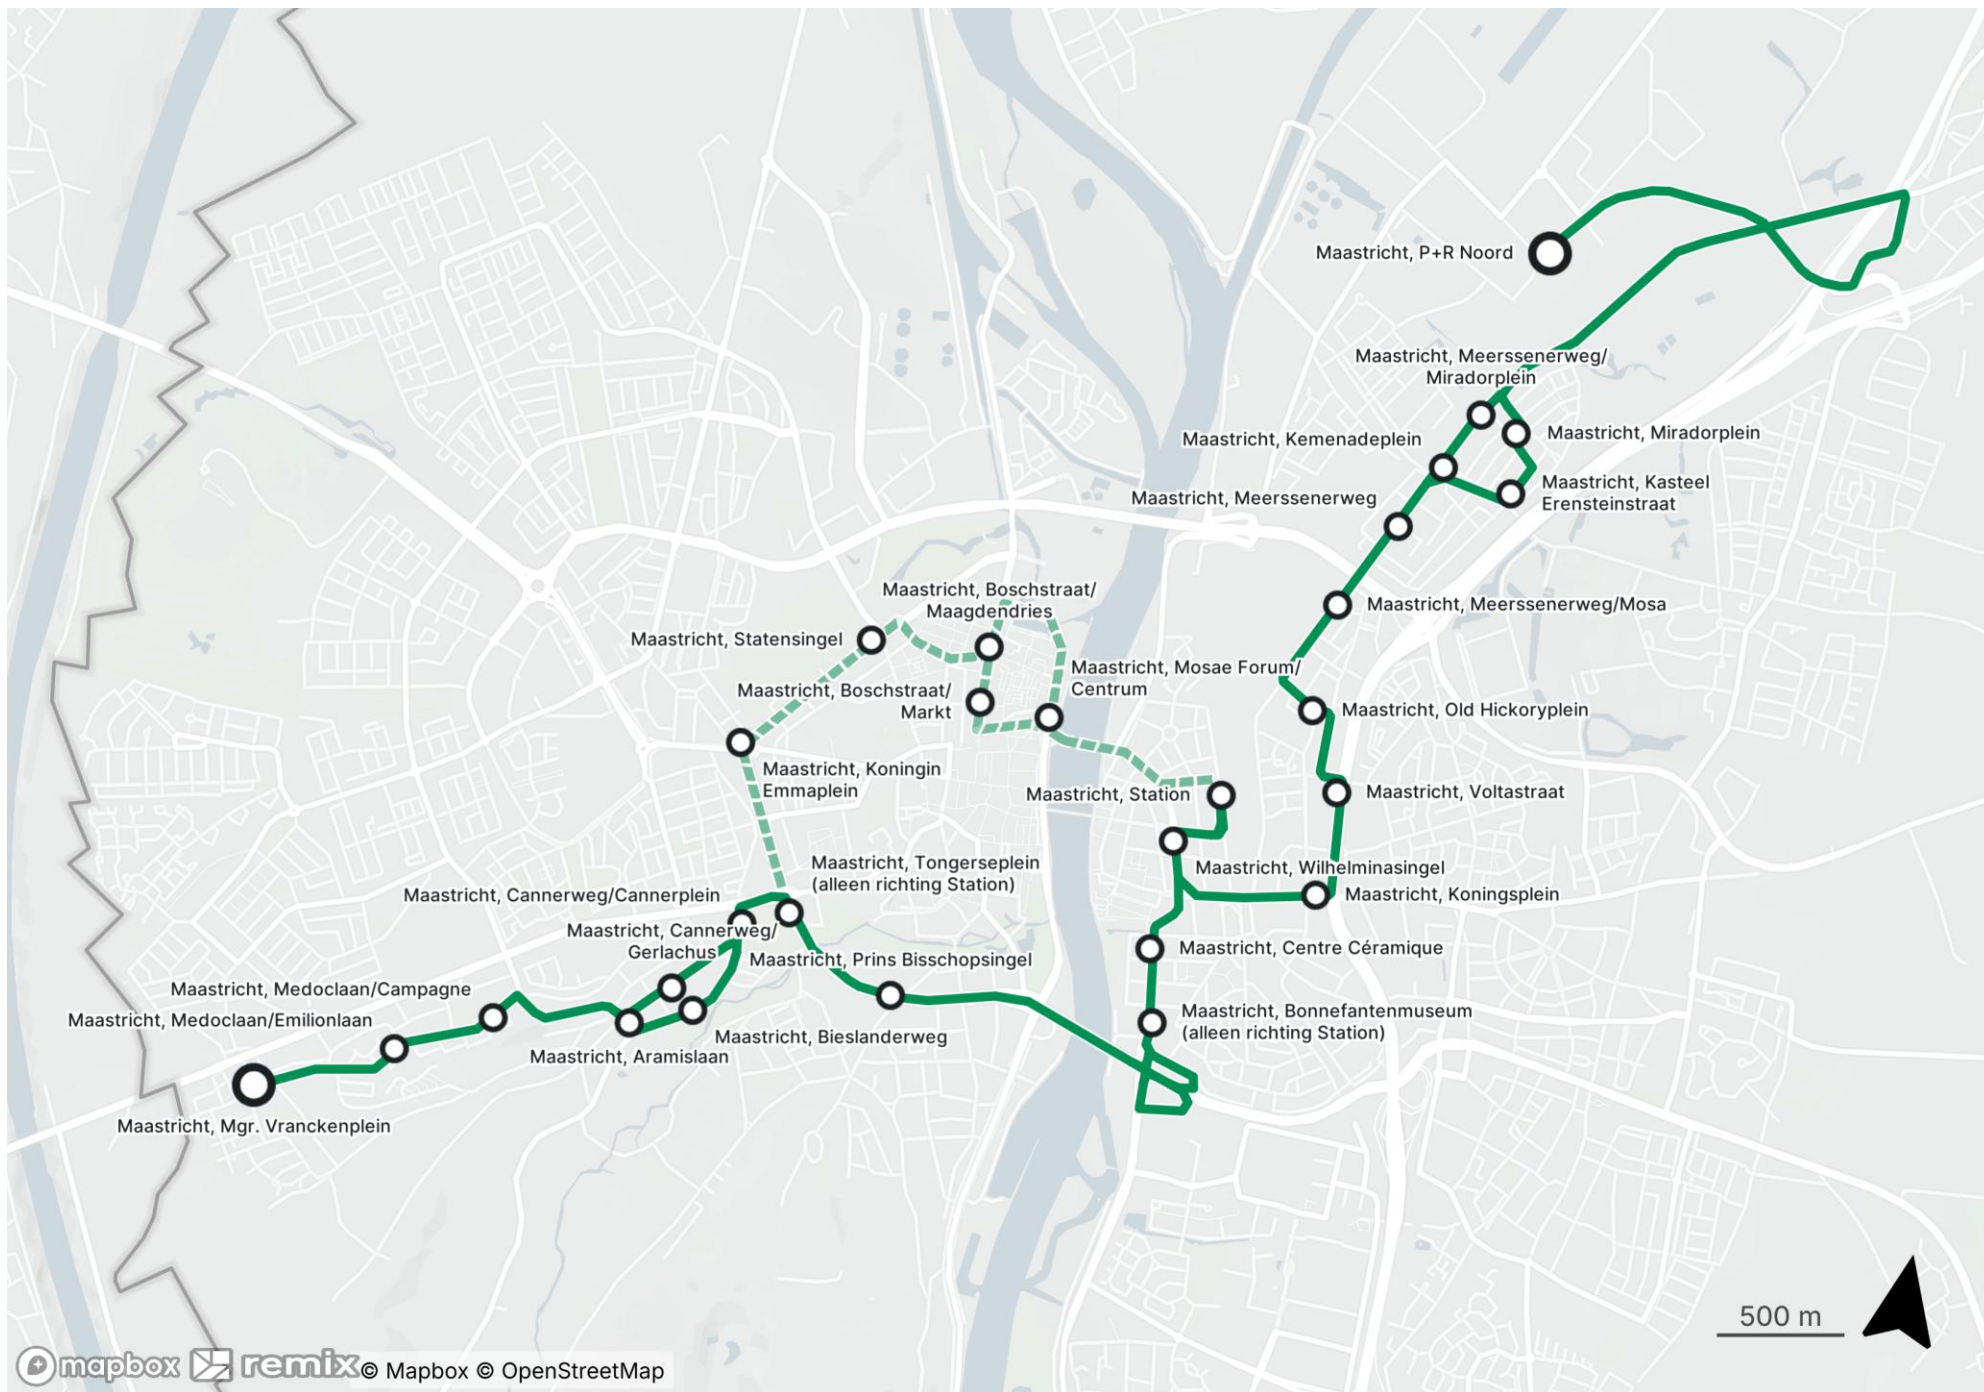 Maastricht, P+R Noord
Maastricht, Meerssenerweg/
Miradorplein
Maastricht, Kemenadeplein
Maastricht, Miradorplein
Maastricht, Kasteel
Erensteinstraat
Maastricht, Meerssenerweg
Maastricht, Boschstraat/
Maagdendries
Maastricht, Meerssenerweg/Mosa
Maastricht, Statensingel
Maastricht, Mosae Forum/
Centrum
Maastricht, Boschstraat/
Markt
Maastricht, Old Hickoryplein
Maastricht, Koningin
Emmaplein
Maastricht, Station
Maastricht, Voltastraat
Maastricht, Tongerseplein
(alleen richting Station)
Maastricht, Wilhelminasingel
Maastricht, Cannerweg/Cannerplein
Maastricht, Koningsplein
Maastricht, Cannerweg/
Gerlachus
Maastricht, Centre Céramique
Maastricht, Prins Bisschopsingel
Maastricht, Medoclaan/Campagne
Maastricht, Medoclaan/Emilionlaan
Maastricht, Bonnefantenmuseum
(alleen richting Station)
Maastricht, Bieslanderweg
Maastricht, Aramislaan
Maastricht, Mgr. Vranckenplein
500 m
mapbox remix © Mapbox © OpenStreetMap